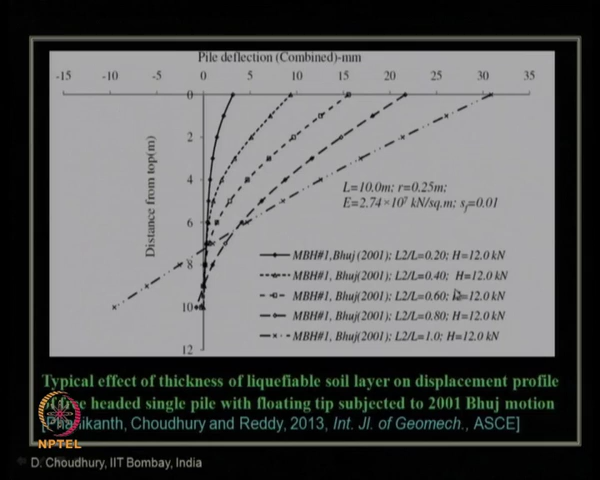 Pile deflection (Combined)-mm
-15 -10 -5 0 5 10 15 20 25 30 35
0
2
4
6
8
10
12
Distance from top(m)
L=10.0m; r=0.25m;
E=2.74×10⁷ kN/sq.m; s_f=0.01
MBH#1,Bhuj (2001); L2/L=0.20; H=12.0 kN
MBH#1, Bhuj(2001); L2/L=0.40; H=12.0 kN
MBH#1, Bhuj(2001); L2/L=0.60; H=12.0 kN
MBH#1, Bhuj(2001); L2/L=0.80; H=12.0 kN
MBH#1, Bhuj(2001); L2/L=1.0; H=12.0 kN
Typical effect of thickness of liquefiable soil layer on displacement profile
free headed single pile with floating tip subjected to 2001 Bhuj motion
[Phanikanth, Choudhury and Reddy, 2013, Int. Jl. of Geomech., ASCE]
NPTEL
D. Choudhury, IIT Bombay, India